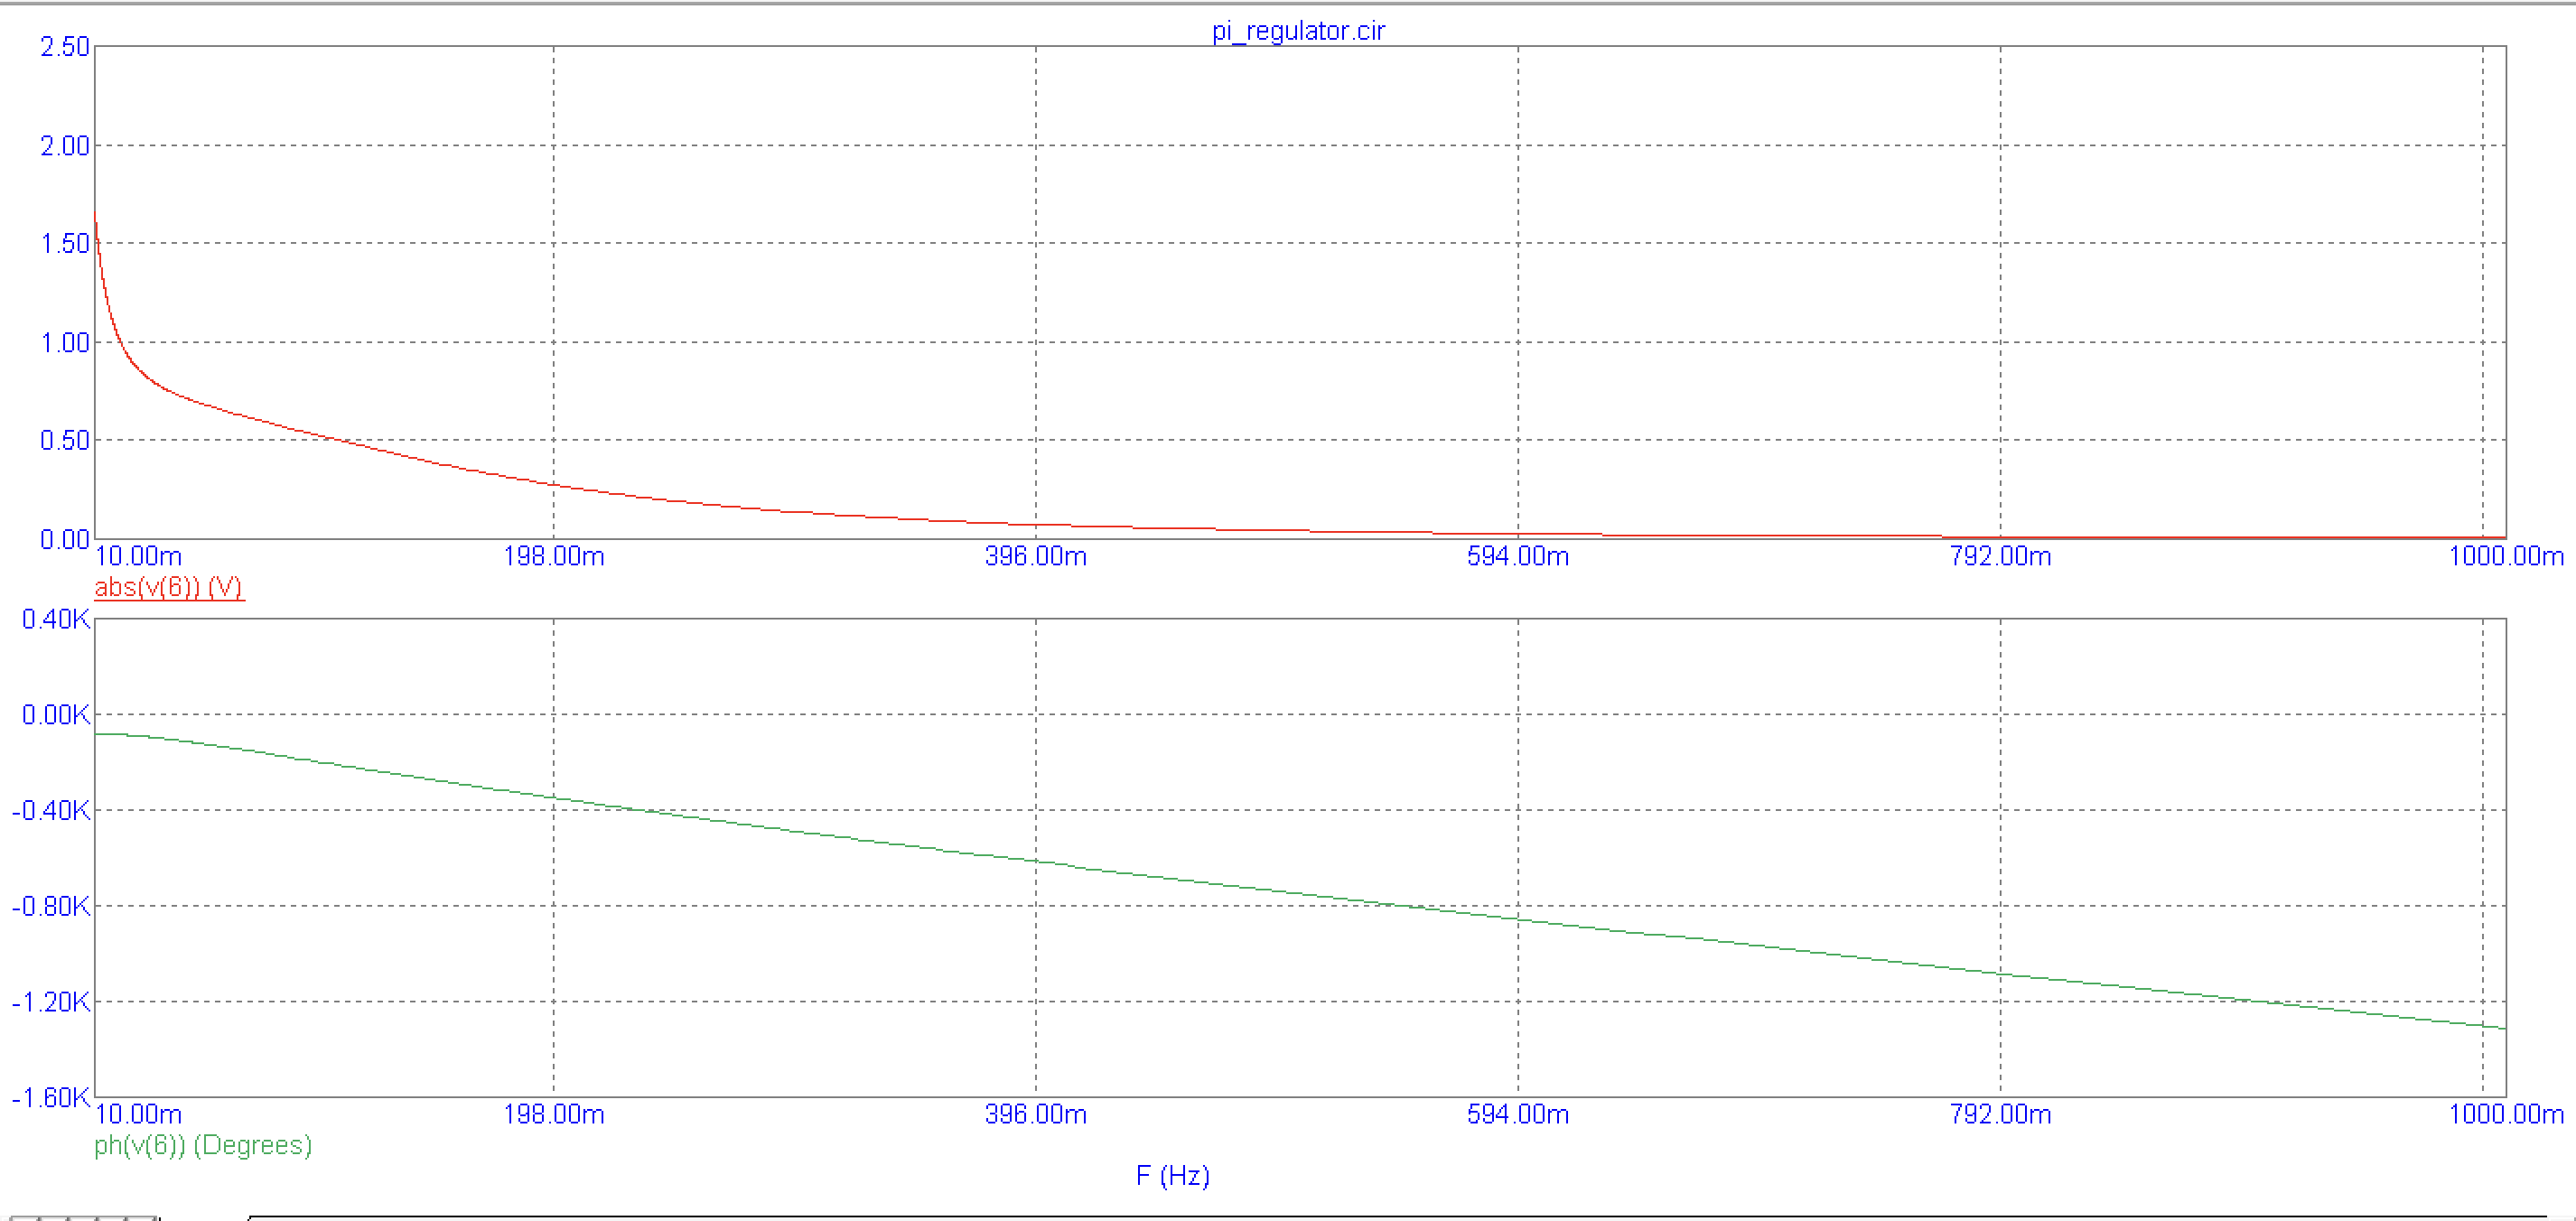 pi_regulator.cir
2.50
2.00
1.50
1.00
0.50
0.00
10.00m 198.00m 396.00m 594.00m 792.00m 1000.00m
abs(v(6)) (V)
0.40K
0.00K
-0.40K
-0.80K
-1.20K
-1.60K
10.00m 198.00m 396.00m 594.00m 792.00m 1000.00m
ph(v(6)) (Degrees)
F (Hz)